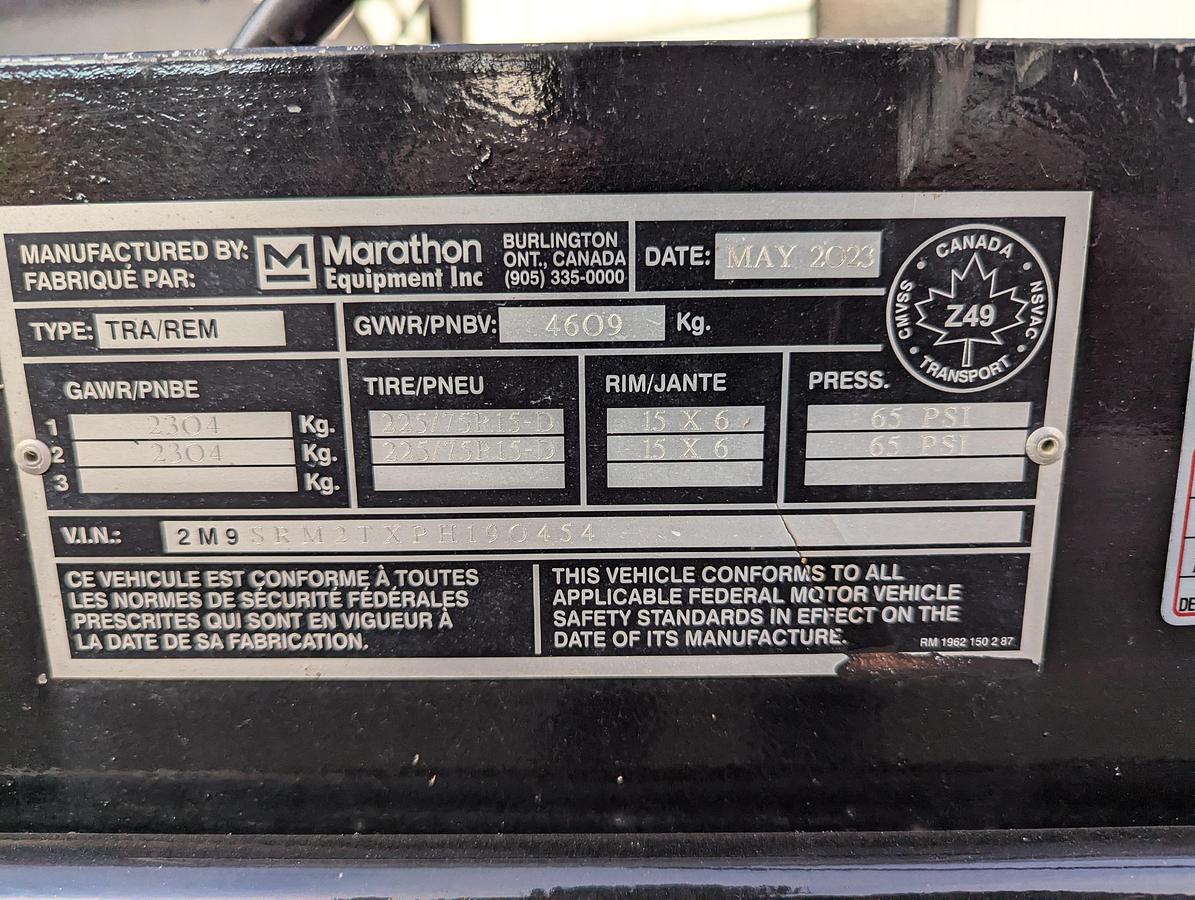 MANUFACTURED BY:
FABRIQUÉ PAR:
Marathon
Equipment Inc
BURLINGTON
ONT., CANADA
(905) 335-0000
DATE: MAY 2023
CANADA
CMVSS
NSVAC
Z49
TRANSPORT
TYPE: TRA/REM
GVWR/PNBV: 4609 Kg.
GAWR/PNBE TIRE/PNEU RIM/JANTE PRESS.
1 2304 Kg. 225/75R15-D 15 X 6 65 PSI
2 2304 Kg. 225/75R15-D 15 X 6 65 PSI
3 Kg.
V.I.N.: 2M9SRM2TXPH190454
CE VEHICULE EST CONFORME À TOUTES
LES NORMES DE SÉCURITÉ FÉDÉRALES
PRESCRITES QUI SONT EN VIGUEUR À
LA DATE DE SA FABRICATION.
THIS VEHICLE CONFORMS TO ALL
APPLICABLE FEDERAL MOTOR VEHICLE
SAFETY STANDARDS IN EFFECT ON THE
DATE OF ITS MANUFACTURE.
RM 1962 150 2 87